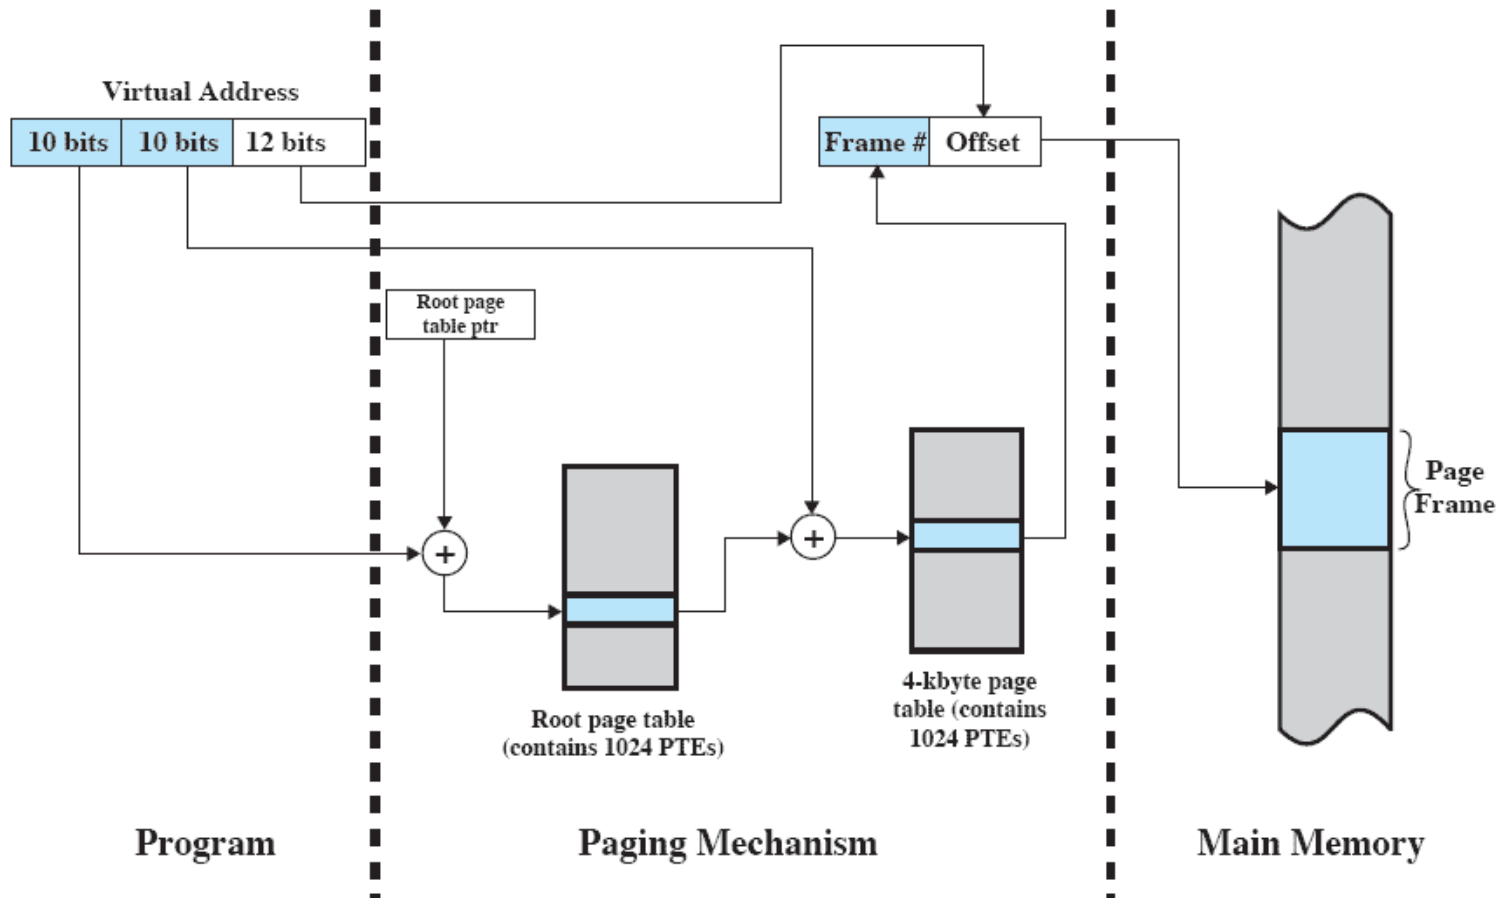 Virtual Address
10 bits
10 bits
12 bits
Frame #
Offset
Root page
table ptr
+
+
Page
Frame
Root page table
(contains 1024 PTEs)
4-kbyte page
table (contains
1024 PTEs)
Program
Paging Mechanism
Main Memory